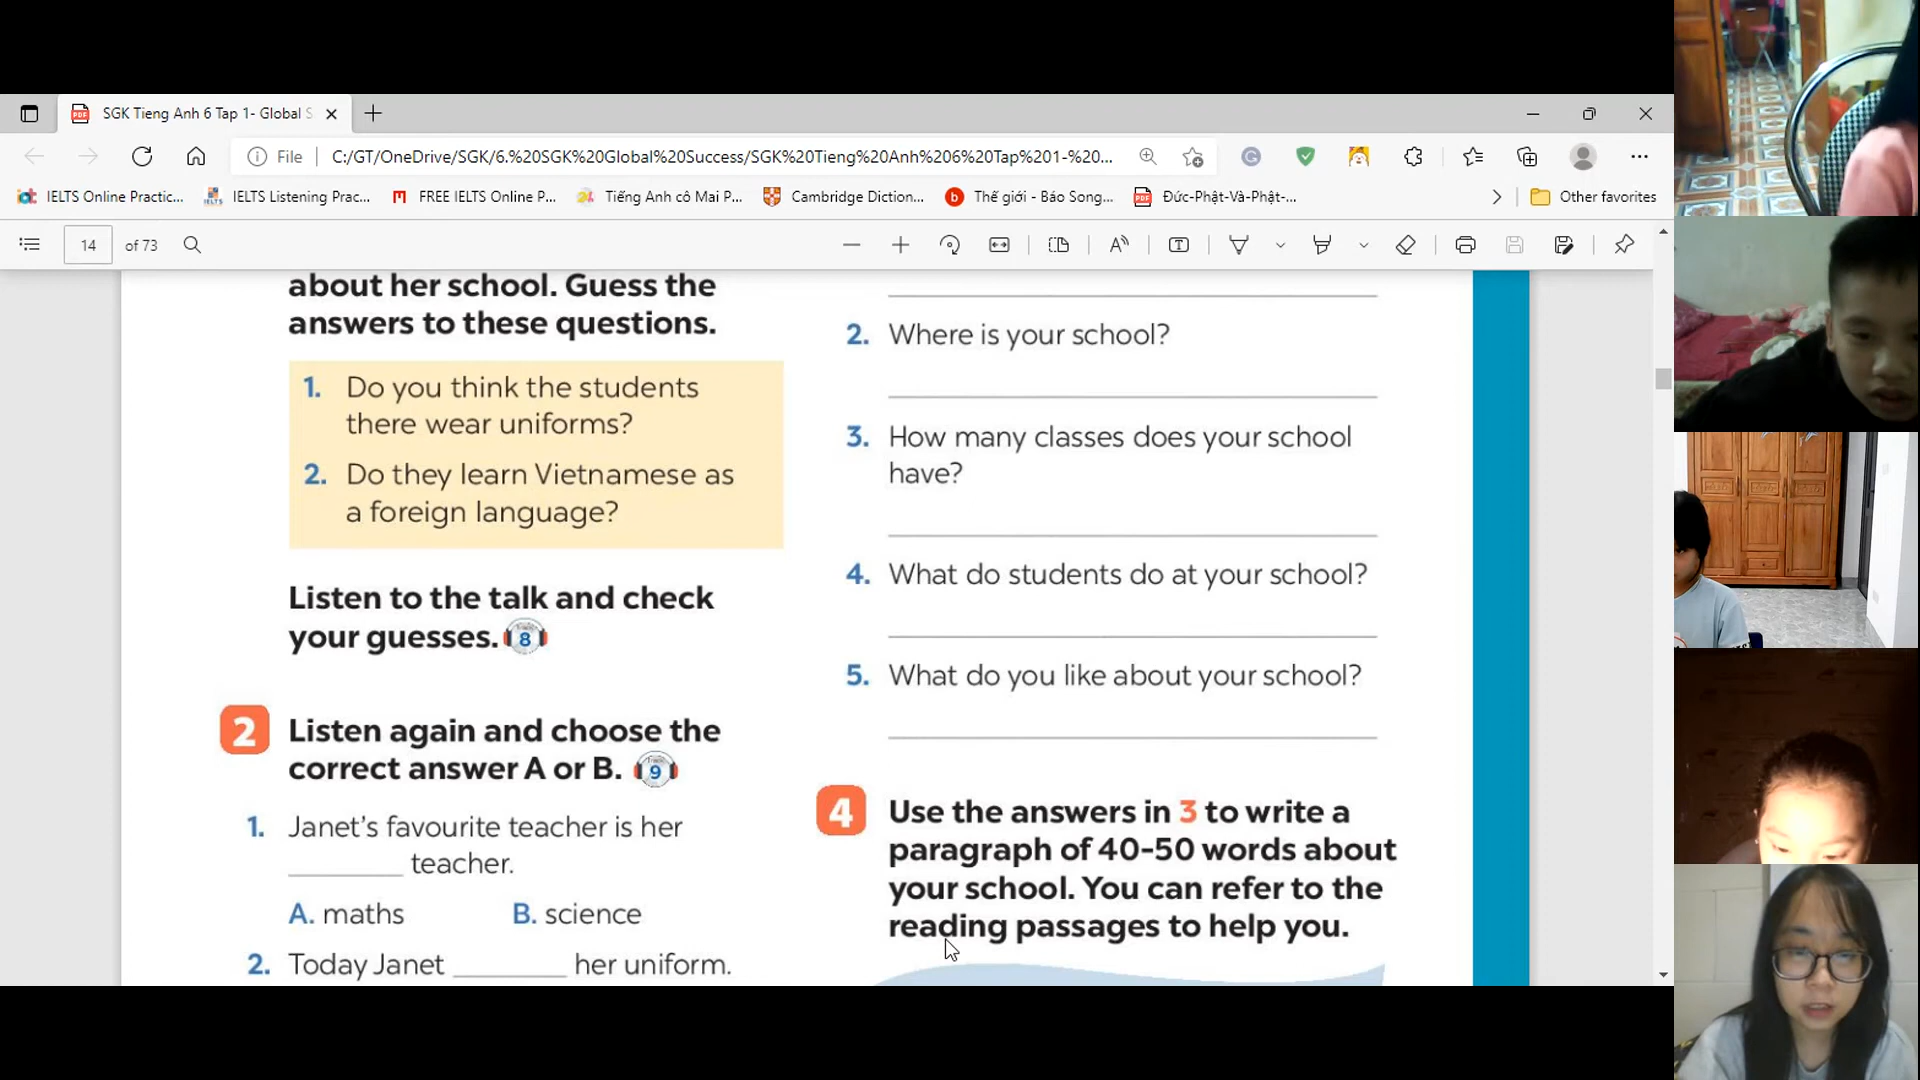 SGK Tieng Anh 6 Tap 1- Global S
File
C:/GT/OneDrive/SGK/6.%20SGK%20Global%20Success/SGK%20Tieng%20Anh%206%20Tap%201-%20...
IELTS Online Practic...
IELTS Listening Prac...
FREE IELTS Online P...
Tiếng Anh cô Mai P...
Cambridge Diction...
Thế giới - Báo Song...
Đức-Phật-Và-Phật-...
Other favorites
14 of 73
about her school. Guess the
answers to these questions.
1. Do you think the students
there wear uniforms?
2. Do they learn Vietnamese as
a foreign language?
Listen to the talk and check
your guesses. 8
2 Listen again and choose the
correct answer A or B. 9
1. Janet's favourite teacher is her
________ teacher.
A. maths B. science
2. Today Janet ________ her uniform.
2. Where is your school?
3. How many classes does your school
have?
4. What do students do at your school?
5. What do you like about your school?
4 Use the answers in 3 to write a
paragraph of 40-50 words about
your school. You can refer to the
reading passages to help you.